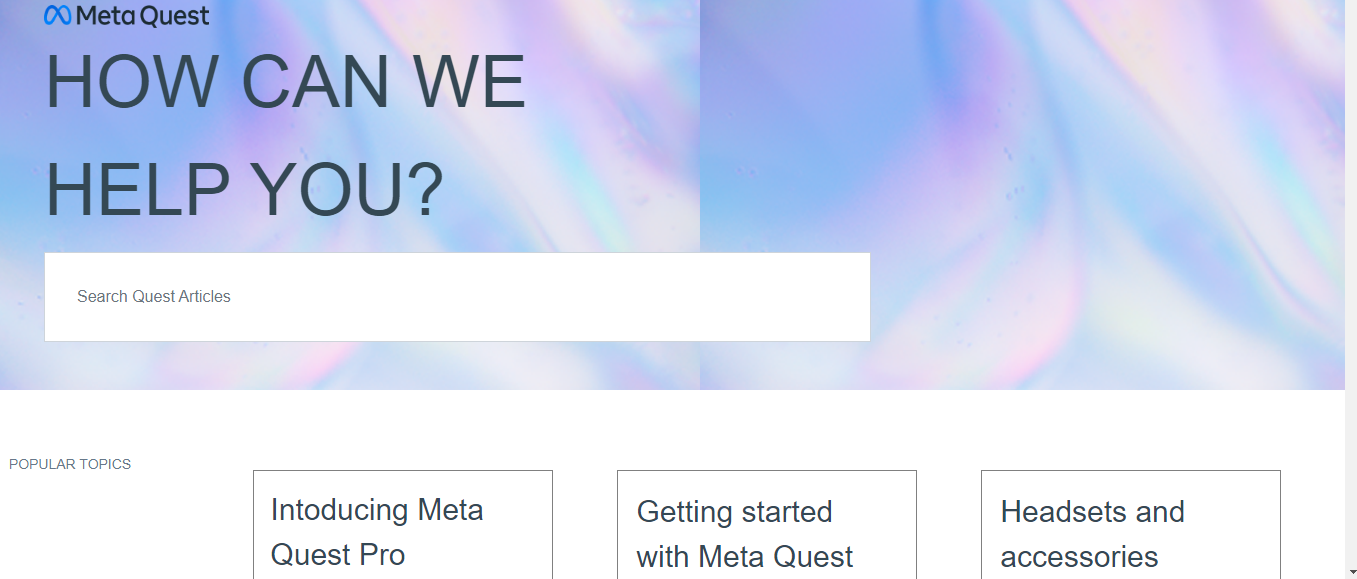 Meta Quest
HOW CAN WE
HELP YOU?
Search Quest Articles
POPULAR TOPICS
Intoducing Meta
Quest Pro
Getting started
with Meta Quest
Headsets and
accessories